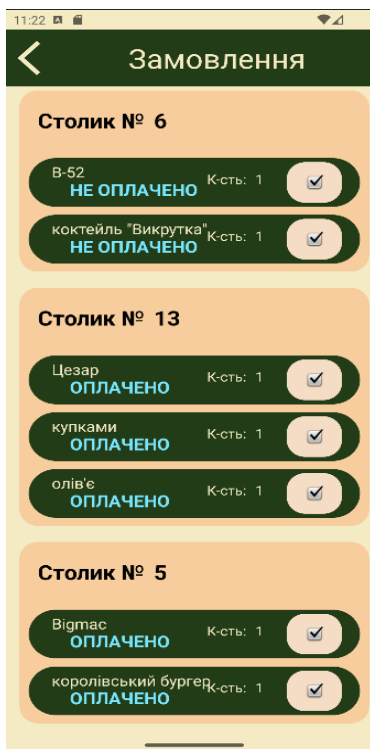 11:22
Замовлення
Столик № 6
B-52
К-сть: 1
НЕ ОПЛАЧЕНО
коктейль "Викрутка"
К-сть: 1
НЕ ОПЛАЧЕНО
Столик № 13
Цезар
К-сть: 1
ОПЛАЧЕНО
купками
К-сть: 1
ОПЛАЧЕНО
олів'є
К-сть: 1
ОПЛАЧЕНО
Столик № 5
Bigmac
К-сть: 1
ОПЛАЧЕНО
королівський бургер
К-сть: 1
ОПЛАЧЕНО